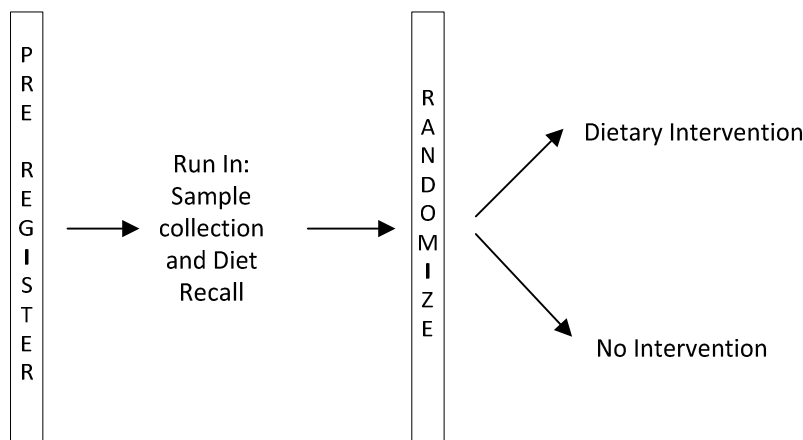 PRE REGISTER
Run In:
Sample
collection
and Diet
Recall
RANDOMIZE
Dietary Intervention
No Intervention